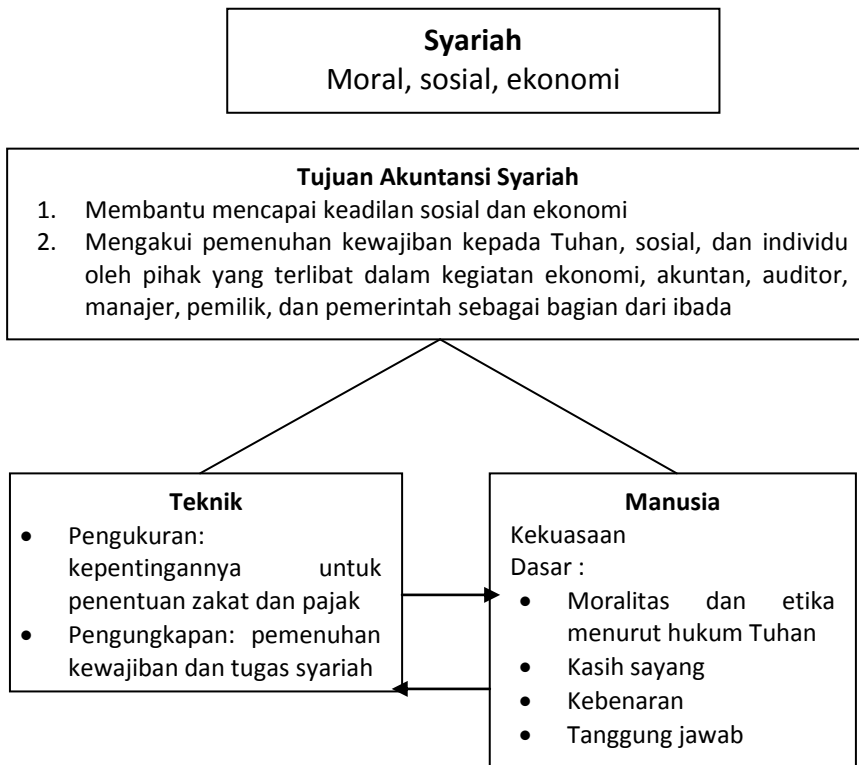 Syariah
Moral, sosial, ekonomi
Tujuan Akuntansi Syariah
1. Membantu mencapai keadilan sosial dan ekonomi
2. Mengakui pemenuhan kewajiban kepada Tuhan, sosial, dan individu
oleh pihak yang terlibat dalam kegiatan ekonomi, akuntan, auditor,
manajer, pemilik, dan pemerintah sebagai bagian dari ibada
Teknik
• Pengukuran:
kepentingannya untuk
penentuan zakat dan pajak
• Pengungkapan: pemenuhan
kewajiban dan tugas syariah
Manusia
Kekuasaan
Dasar :
• Moralitas dan etika
menurut hukum Tuhan
• Kasih sayang
• Kebenaran
• Tanggung jawab